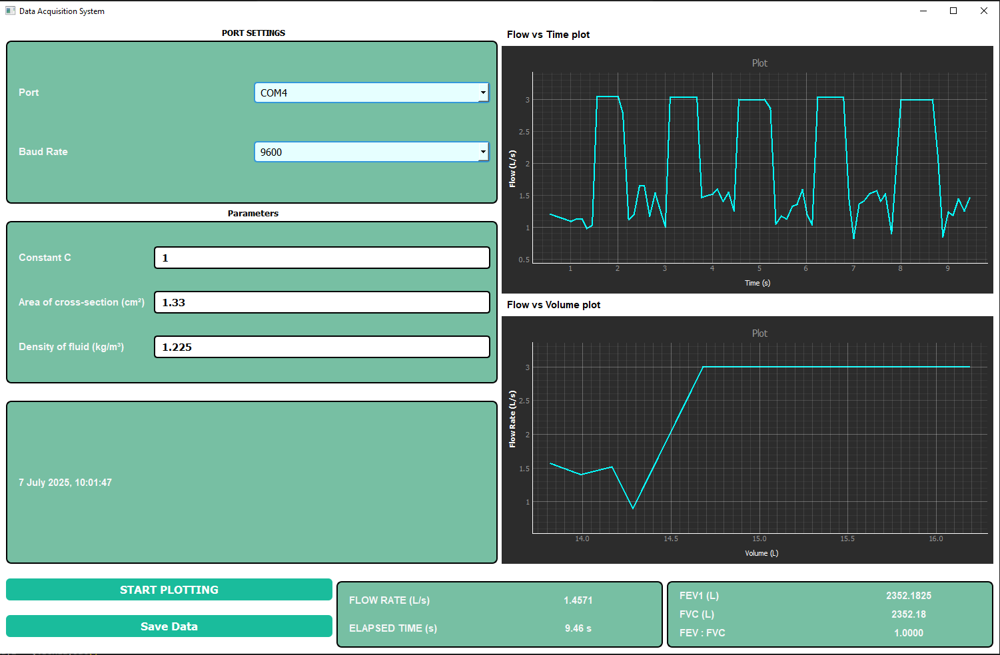 Data Acquisition System
PORT SETTINGS
Port
COM4
Baud Rate
9600
Parameters
Constant C
1
Area of cross-section (cm²)
1.33
Density of fluid (kg/m³)
1.225
7 July 2025, 10:01:47
START PLOTTING
Save Data
Flow vs Time plot
Plot
Flow (L/s)
3
2.5
2
1.5
1
0.5
1 2 3 4 5 6 7 8 9
Time (s)
Flow vs Volume plot
Plot
Flow Rate (L/s)
3
2.5
2
1.5
1
14.0 14.5 15.0 15.5 16.0
Volume (L)
FLOW RATE (L/s) 1.4571
ELAPSED TIME (s) 9.46 s
FEV1 (L) 2352.1825
FVC (L) 2352.18
FEV : FVC 1.0000